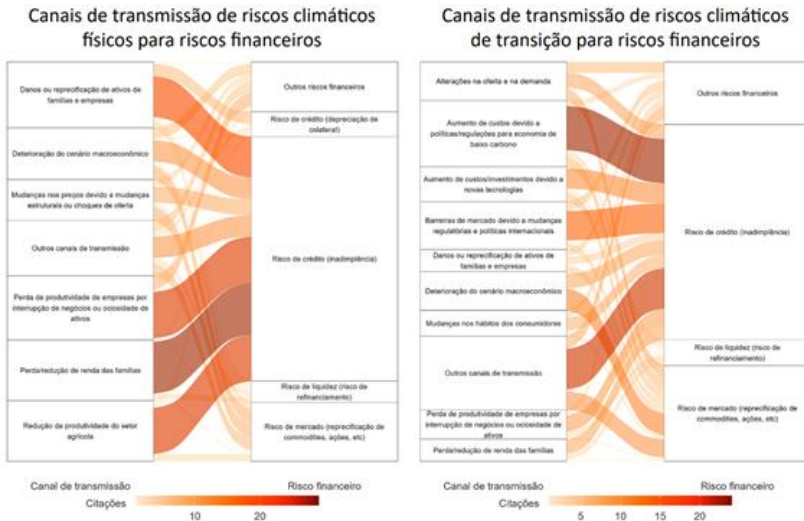 Canais de transmissão de riscos climáticos
físicos para riscos financeiros
Danos ou reprecificação de ativos de
famílias e empresas
Deterioração do cenário macroeconômico
Mudanças nos preços devido a mudanças
estruturais ou choques de oferta
Outros canais de transmissão
Perda de produtividade de empresas por
interrupção de negócios ou ociosidade de
ativos
Perda/redução de renda das famílias
Redução de produtividade do setor
agrícola
Outros riscos financeiros
Risco de crédito (depreciação de
colateral)
Risco de crédito (inadimplência)
Risco de liquidez (risco de
refinanciamento)
Risco de mercado (reprecificação de
commodities, ações, etc)
Canal de transmissão
Risco financeiro
Citações
10
20
Canais de transmissão de riscos climáticos
de transição para riscos financeiros
Alterações na oferta e na demanda
Aumento de custos devido a
políticas/regulações para economia de
baixo carbono
Aumento de custos/investimentos devido a
novas tecnologias
Barreiras de mercado devido a mudanças
regulatórias e políticas internacionais
Danos ou reprecificação de ativos de
famílias e empresas
Deterioração do cenário macroeconômico
Mudanças nos hábitos dos consumidores
Outros canais de transmissão
Perda de produtividade de empresas por
interrupção de negócios ou ociosidade de
ativos
Perda/redução de renda das famílias
Outros riscos financeiros
Risco de crédito (inadimplência)
Risco de liquidez (risco de
refinanciamento)
Risco de mercado (reprecificação de
commodities, ações, etc)
Canal de transmissão
Risco financeiro
Citações
5
10
15
20